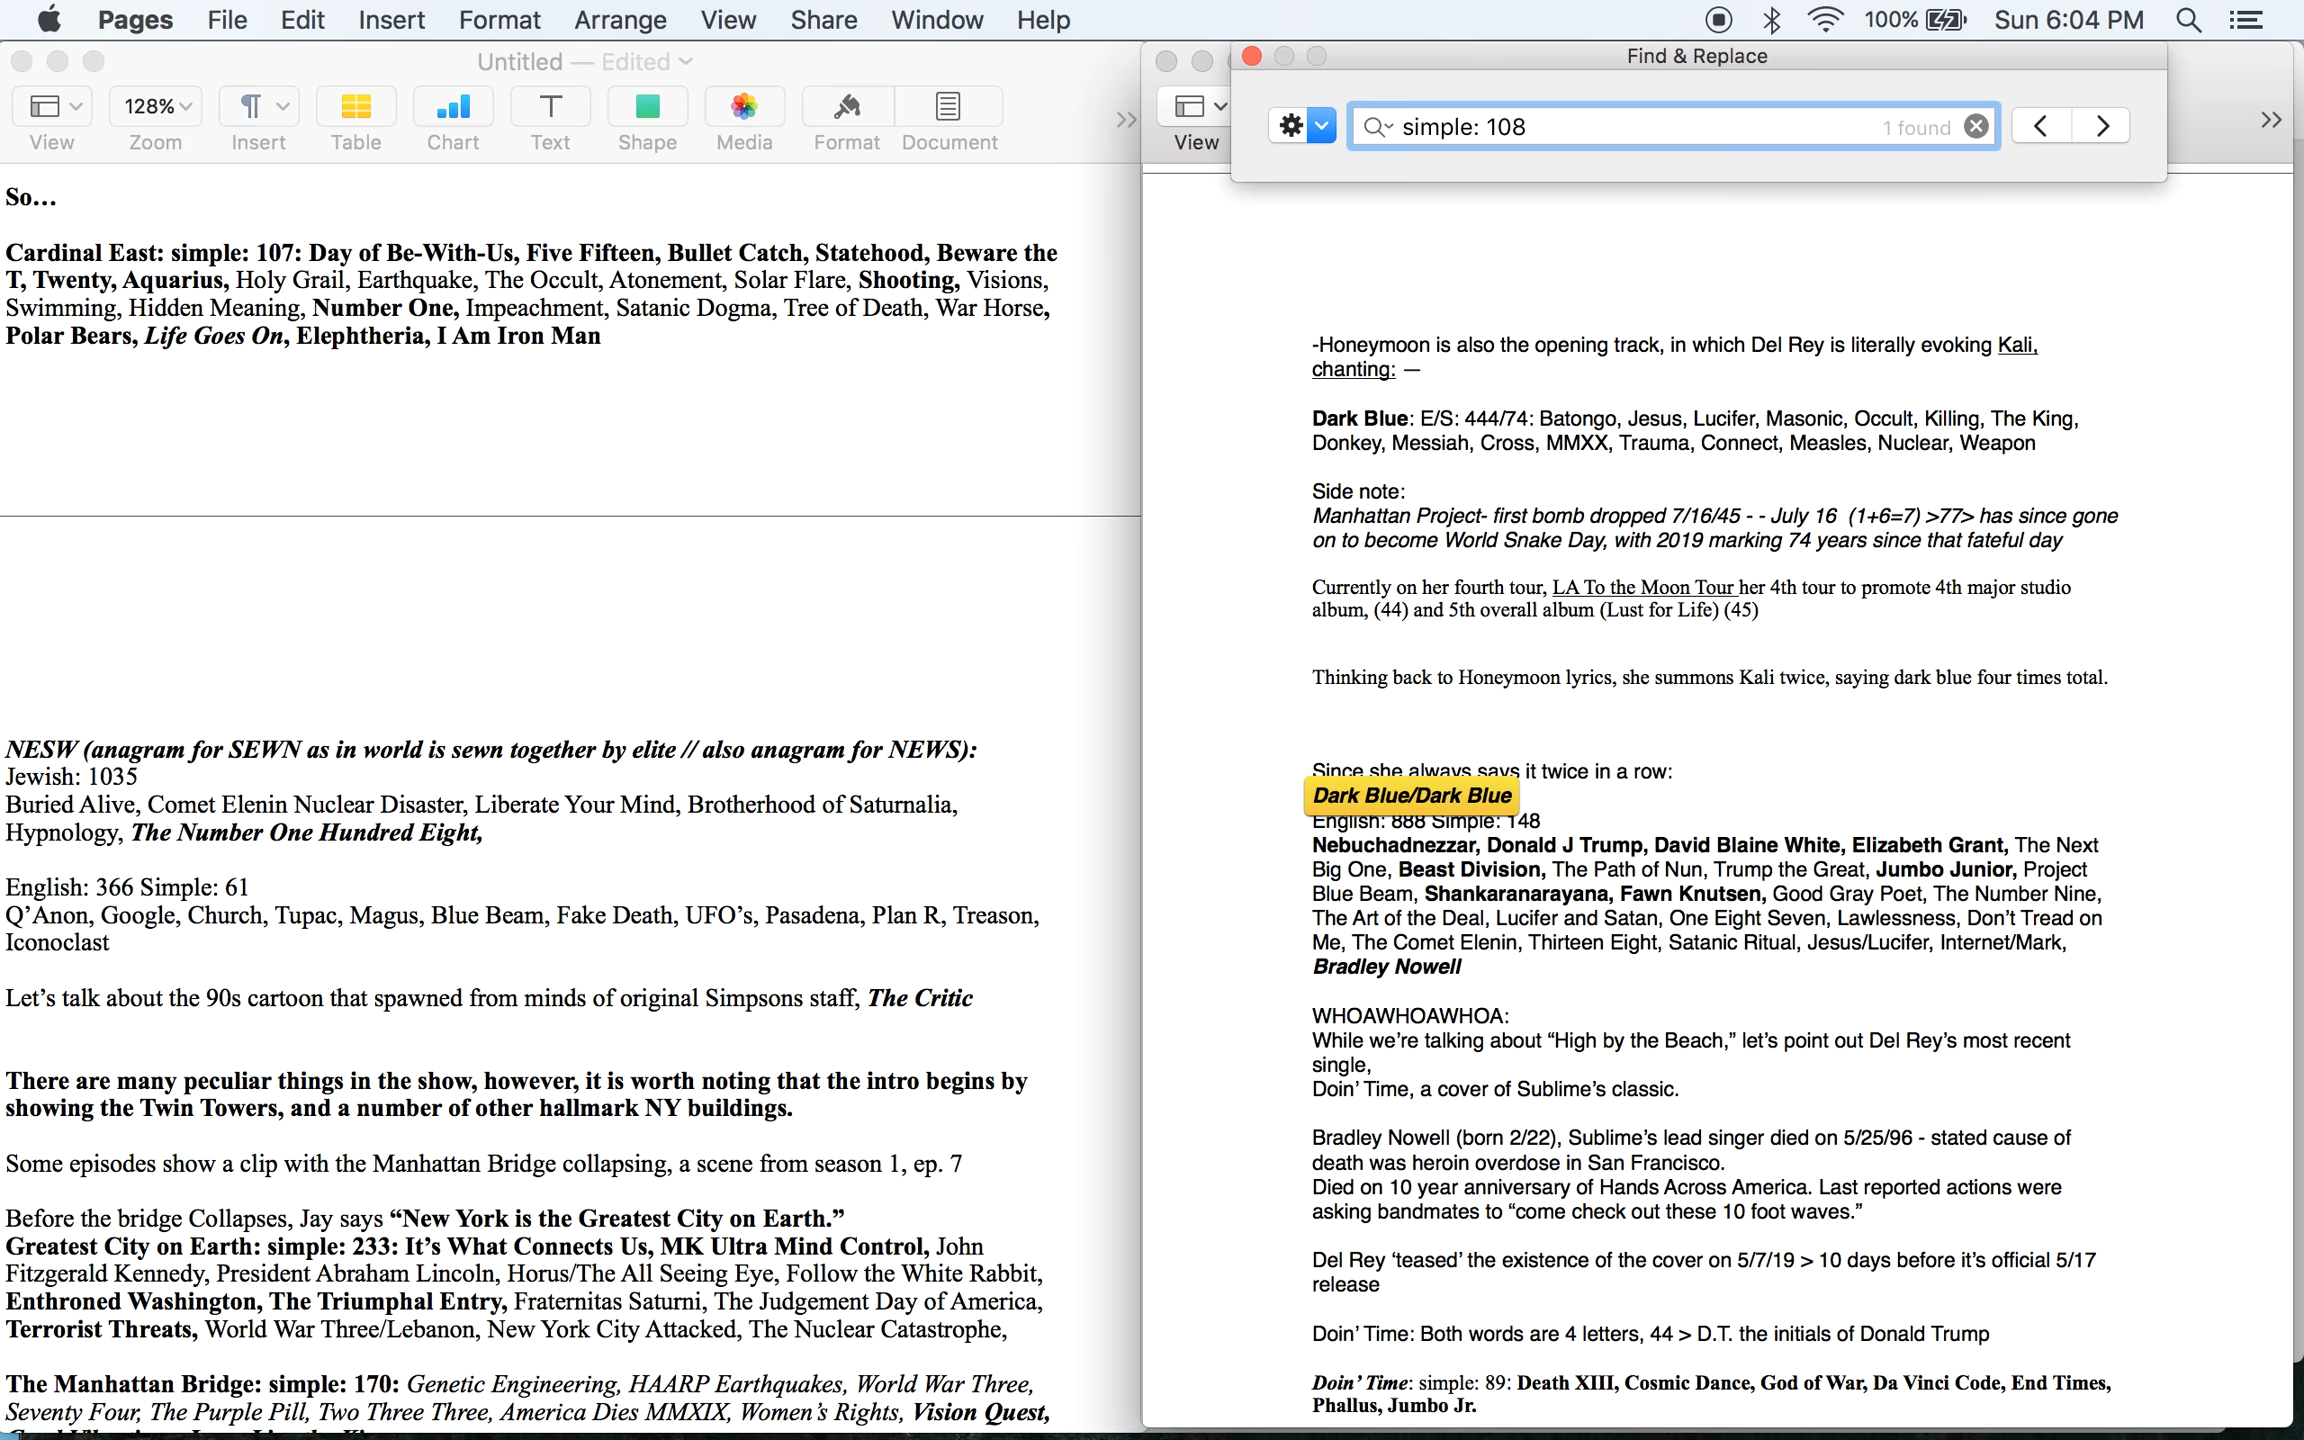 Pages File Edit Insert Format Arrange View Share Window Help 100% Sun 6:04 PM
Untitled — Edited
128%
View Zoom Insert Table Chart Text Shape Media Format Document
So…
Cardinal East: simple: 107: Day of Be-With-Us, Five Fifteen, Bullet Catch, Statehood, Beware the
T, Twenty, Aquarius, Holy Grail, Earthquake, The Occult, Atonement, Solar Flare, Shooting, Visions,
Swimming, Hidden Meaning, Number One, Impeachment, Satanic Dogma, Tree of Death, War Horse,
Polar Bears, Life Goes On, Elephtheria, I Am Iron Man
NESW (anagram for SEWN as in world is sewn together by elite // also anagram for NEWS):
Jewish: 1035
Buried Alive, Comet Elenin Nuclear Disaster, Liberate Your Mind, Brotherhood of Saturnalia,
Hypnology, The Number One Hundred Eight,
English: 366 Simple: 61
Q’Anon, Google, Church, Tupac, Magus, Blue Beam, Fake Death, UFO’s, Pasadena, Plan R, Treason,
Iconoclast
Let’s talk about the 90s cartoon that spawned from minds of original Simpsons staff, The Critic
There are many peculiar things in the show, however, it is worth noting that the intro begins by
showing the Twin Towers, and a number of other hallmark NY buildings.
Some episodes show a clip with the Manhattan Bridge collapsing, a scene from season 1, ep. 7
Before the bridge Collapses, Jay says “New York is the Greatest City on Earth.”
Greatest City on Earth: simple: 233: It’s What Connects Us, MK Ultra Mind Control, John
Fitzgerald Kennedy, President Abraham Lincoln, Horus/The All Seeing Eye, Follow the White Rabbit,
Enthroned Washington, The Triumphal Entry, Fraternitas Saturni, The Judgement Day of America,
Terrorist Threats, World War Three/Lebanon, New York City Attacked, The Nuclear Catastrophe,
The Manhattan Bridge: simple: 170: Genetic Engineering, HAARP Earthquakes, World War Three,
Seventy Four, The Purple Pill, Two Three Three, America Dies MMXIX, Women’s Rights, Vision Quest,
Find & Replace
simple: 108 1 found
View
-Honeymoon is also the opening track, in which Del Rey is literally evoking Kali,
chanting: —
Dark Blue: E/S: 444/74: Batongo, Jesus, Lucifer, Masonic, Occult, Killing, The King,
Donkey, Messiah, Cross, MMXX, Trauma, Connect, Measles, Nuclear, Weapon
Side note:
Manhattan Project- first bomb dropped 7/16/45 - - July 16 (1+6=7) >77> has since gone
on to become World Snake Day, with 2019 marking 74 years since that fateful day
Currently on her fourth tour, LA To the Moon Tour her 4th tour to promote 4th major studio
album, (44) and 5th overall album (Lust for Life) (45)
Thinking back to Honeymoon lyrics, she summons Kali twice, saying dark blue four times total.
Since she always says it twice in a row:
Dark Blue/Dark Blue
English: 888 Simple: 148
Nebuchadnezzar, Donald J Trump, David Blaine White, Elizabeth Grant, The Next
Big One, Beast Division, The Path of Nun, Trump the Great, Jumbo Junior, Project
Blue Beam, Shankaranarayana, Fawn Knutsen, Good Gray Poet, The Number Nine,
The Art of the Deal, Lucifer and Satan, One Eight Seven, Lawlessness, Don’t Tread on
Me, The Comet Elenin, Thirteen Eight, Satanic Ritual, Jesus/Lucifer, Internet/Mark,
Bradley Nowell
WHOAWHOAWHOA:
While we’re talking about “High by the Beach,” let’s point out Del Rey’s most recent
single,
Doin’ Time, a cover of Sublime’s classic.
Bradley Nowell (born 2/22), Sublime’s lead singer died on 5/25/96 - stated cause of
death was heroin overdose in San Francisco.
Died on 10 year anniversary of Hands Across America. Last reported actions were
asking bandmates to “come check out these 10 foot waves.”
Del Rey ‘teased’ the existence of the cover on 5/7/19 > 10 days before it’s official 5/17
release
Doin’ Time: Both words are 4 letters, 44 > D.T. the initials of Donald Trump
Doin’ Time: simple: 89: Death XIII, Cosmic Dance, God of War, Da Vinci Code, End Times,
Phallus, Jumbo Jr.